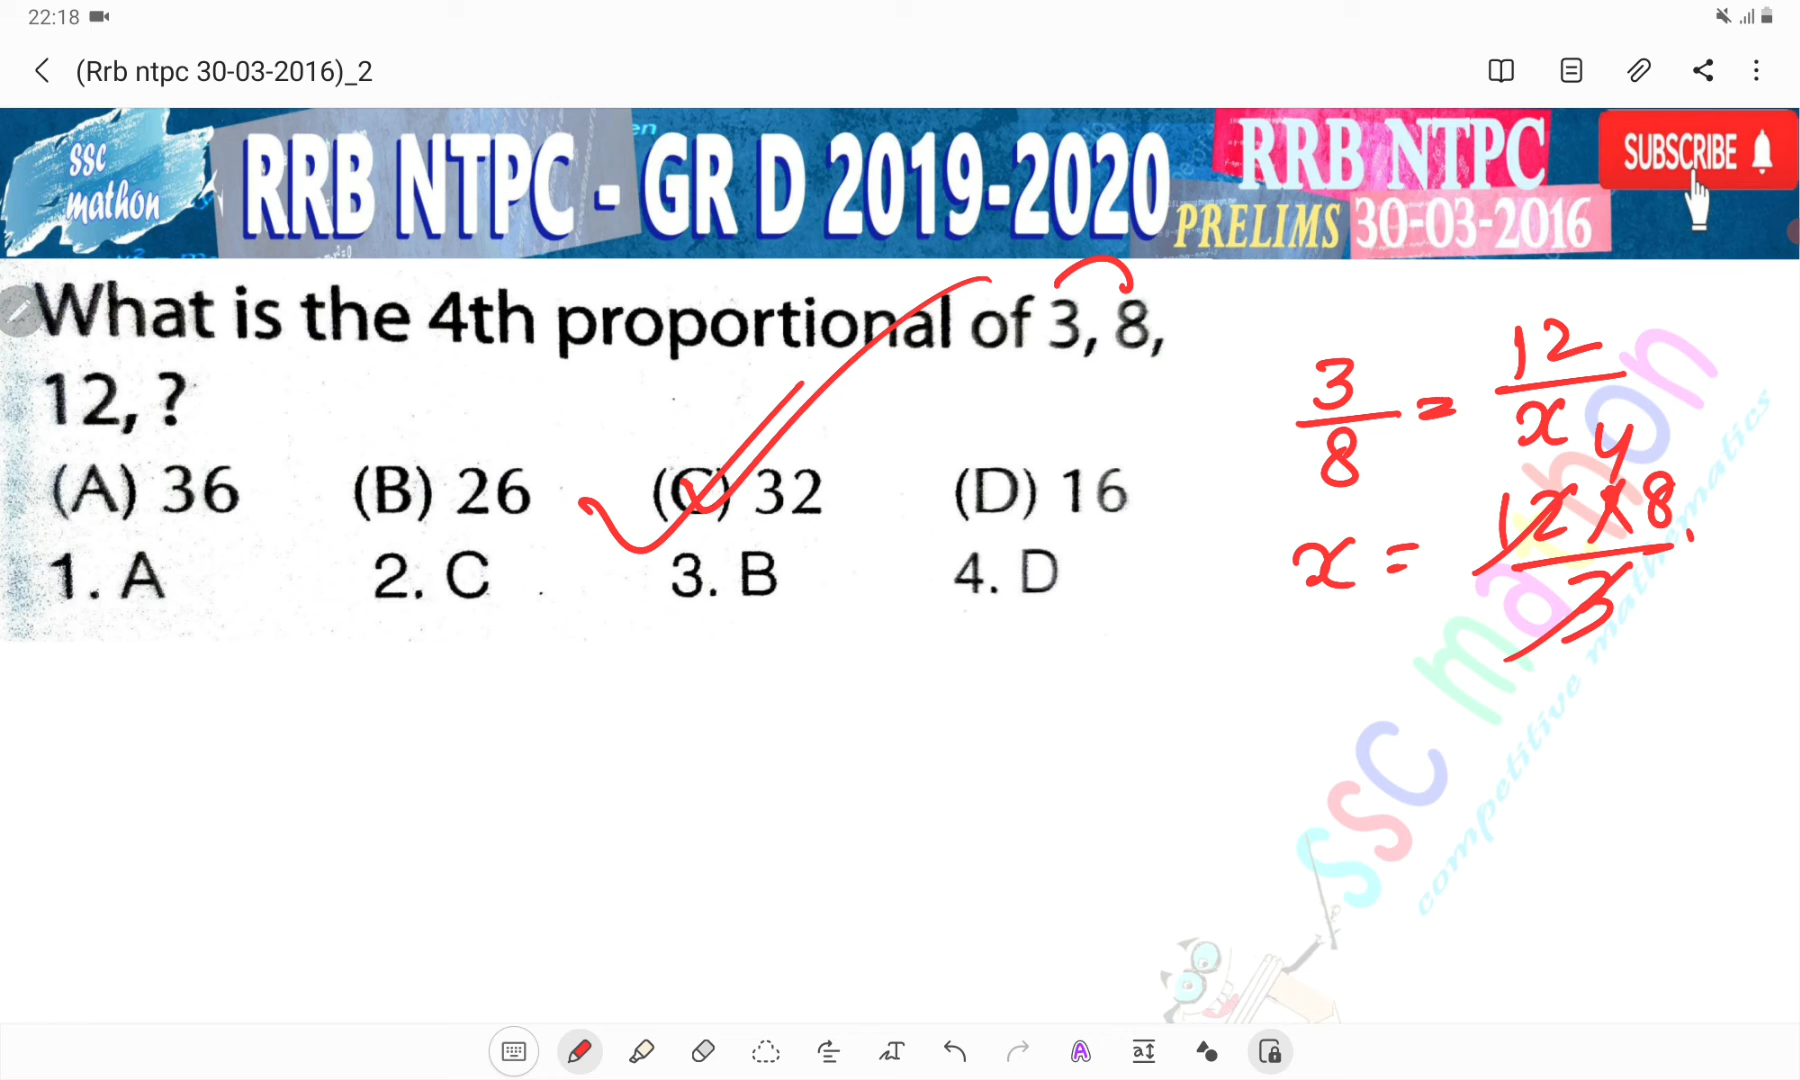 22:18
(Rrb ntpc 30-03-2016)_2
ssc mathon
RRB NTPC - GR D 2019-2020
RRB NTPC
PRELIMS 30-03-2016
SUBSCRIBE
What is the 4th proportional of 3, 8,
12, ?
(A) 36 (B) 26 (C) 32 (D) 16
1. A 2. C 3. B 4. D
3/8 = 12/x
4
x = 12 x 8 / 3
ssc mathon
competitive mathematics